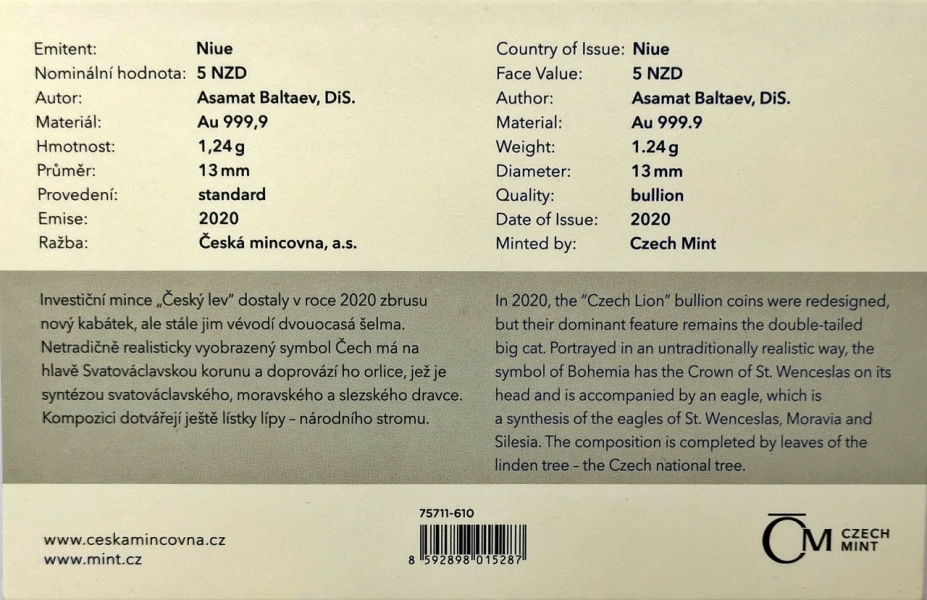 Emitent: Niue
Nominální hodnota: 5 NZD
Autor: Asamat Baltaev, DiS.
Materiál: Au 999,9
Hmotnost: 1,24 g
Průměr: 13 mm
Provedení: standard
Emise: 2020
Ražba: Česká mincovna, a.s.
Country of Issue: Niue
Face Value: 5 NZD
Author: Asamat Baltaev, DiS.
Material: Au 999.9
Weight: 1.24 g
Diameter: 13 mm
Quality: bullion
Date of Issue: 2020
Minted by: Czech Mint
Investiční mince „Český lev" dostaly v roce 2020 zbrusu
nový kabátek, ale stále jim vévodí dvouocasá šelma.
Netradičně realisticky vyobrazený symbol Čech má na
hlavě Svatováclavskou korunu a doprovází ho orlice, jež je
syntézou svatováclavského, moravského a slezského dravce.
Kompozici dotvářejí ještě lístky lípy – národního stromu.
In 2020, the "Czech Lion" bullion coins were redesigned,
but their dominant feature remains the double-tailed
big cat. Portrayed in an untraditionally realistic way, the
symbol of Bohemia has the Crown of St. Wenceslas on its
head and is accompanied by an eagle, which is
a synthesis of the eagles of St. Wenceslas, Moravia and
Silesia. The composition is completed by leaves of the
linden tree – the Czech national tree.
www.ceskamincovna.cz
www.mint.cz
75711-610
8 592898 015287
CM CZECH
MINT